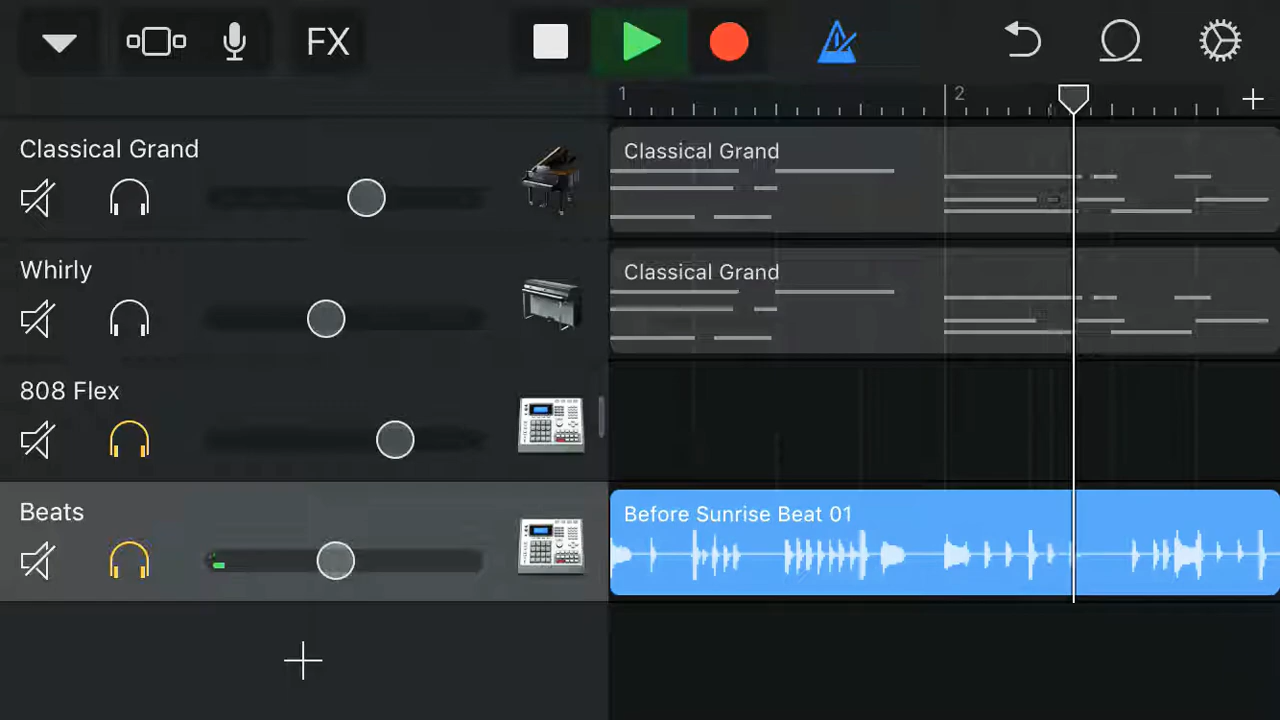 FX
1
2
Classical Grand
Classical Grand
Whirly
Classical Grand
808 Flex
Beats
Before Sunrise Beat 01